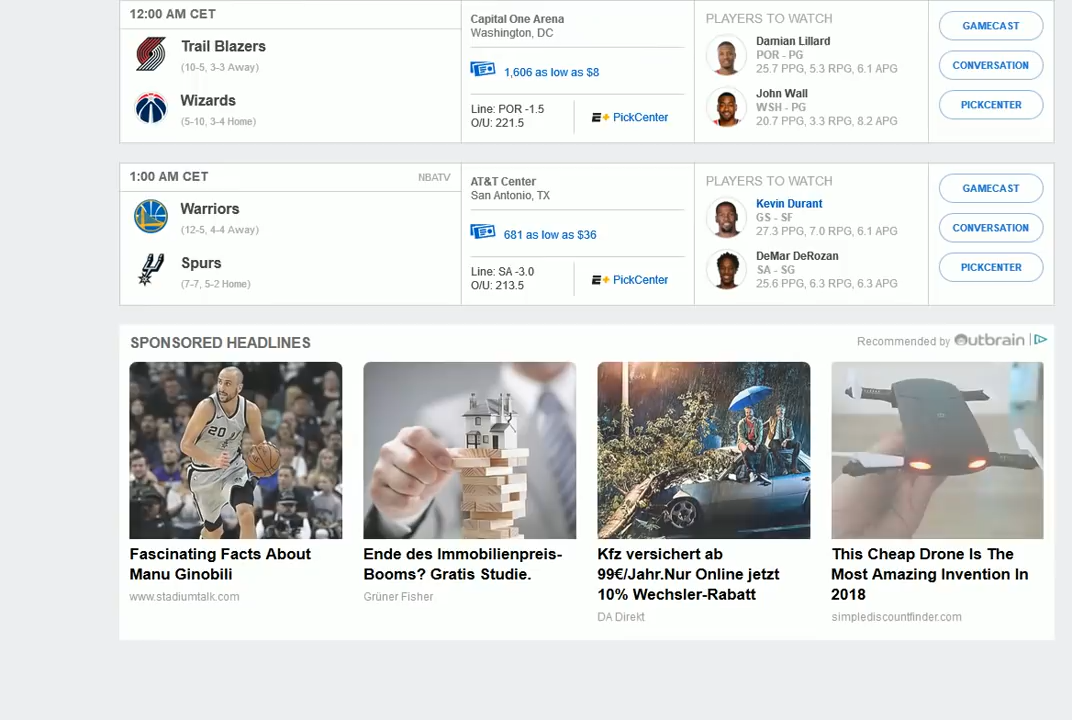 12:00 AM CET
Trail Blazers
(10-5, 3-3 Away)
Wizards
(5-10, 3-4 Home)
Capital One Arena
Washington, DC
1,606 as low as $8
Line: POR -1.5
O/U: 221.5
E+ PickCenter
PLAYERS TO WATCH
Damian Lillard
POR - PG
25.7 PPG, 5.3 RPG, 6.1 APG
John Wall
WSH - PG
20.7 PPG, 3.3 RPG, 8.2 APG
GAMECAST
CONVERSATION
PICKCENTER
1:00 AM CET
NBATV
Warriors
(12-5, 4-4 Away)
Spurs
(7-7, 5-2 Home)
AT&T Center
San Antonio, TX
681 as low as $36
Line: SA -3.0
O/U: 213.5
E+ PickCenter
PLAYERS TO WATCH
Kevin Durant
GS - SF
27.3 PPG, 7.0 RPG, 6.1 APG
DeMar DeRozan
SA - SG
25.6 PPG, 6.3 RPG, 6.3 APG
GAMECAST
CONVERSATION
PICKCENTER
SPONSORED HEADLINES
Recommended by Outbrain
20
Fascinating Facts About
Manu Ginobili
www.stadiumtalk.com
Ende des Immobilienpreis-
Booms? Gratis Studie.
Grüner Fisher
Kfz versichert ab
99€/Jahr.Nur Online jetzt
10% Wechsler-Rabatt
DA Direkt
This Cheap Drone Is The
Most Amazing Invention In
2018
simplediscountfinder.com